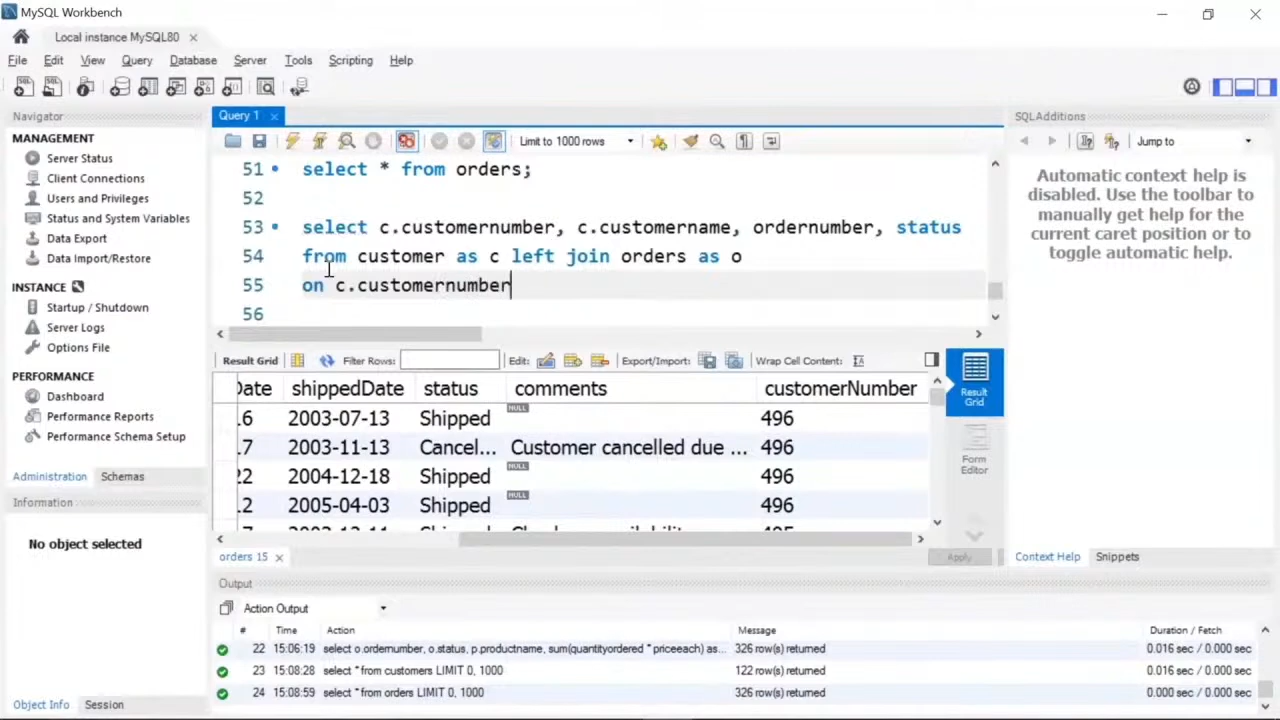 MySQL Workbench
Local instance MySQL80
File Edit View Query Database Server Tools Scripting Help
Navigator
MANAGEMENT
Server Status
Client Connections
Users and Privileges
Status and System Variables
Data Export
Data Import/Restore
INSTANCE
Startup / Shutdown
Server Logs
Options File
PERFORMANCE
Dashboard
Performance Reports
Performance Schema Setup
Administration Schemas
Information
No object selected
Object Info Session
Query 1
Limit to 1000 rows
51 select * from orders;
52
53 select c.customernumber, c.customername, ordernumber, status
54 from customer as c left join orders as o
55 on c.customernumber
56
Result Grid Filter Rows: Edit: Export/Import: Wrap Cell Content:
Date shippedDate status comments customerNumber
16 2003-07-13 Shipped NULL 496
17 2003-11-13 Cancel... Customer cancelled due ... 496
22 2004-12-18 Shipped NULL 496
12 2005-04-03 Shipped NULL 496
Result Grid
Form Editor
orders 15
Apply
SQLAdditions
Jump to
Automatic context help is
disabled. Use the toolbar to
manually get help for the
current caret position or to
toggle automatic help.
Context Help Snippets
Output
Action Output
# Time Action Message Duration / Fetch
22 15:06:19 select o.ordernumber, o.status, p.productname, sum(quantityordered * priceeach) as... 326 row(s) returned 0.016 sec / 0.000 sec
23 15:08:28 select * from customers LIMIT 0, 1000 122 row(s) returned 0.016 sec / 0.000 sec
24 15:08:59 select * from orders LIMIT 0, 1000 326 row(s) returned 0.000 sec / 0.000 sec